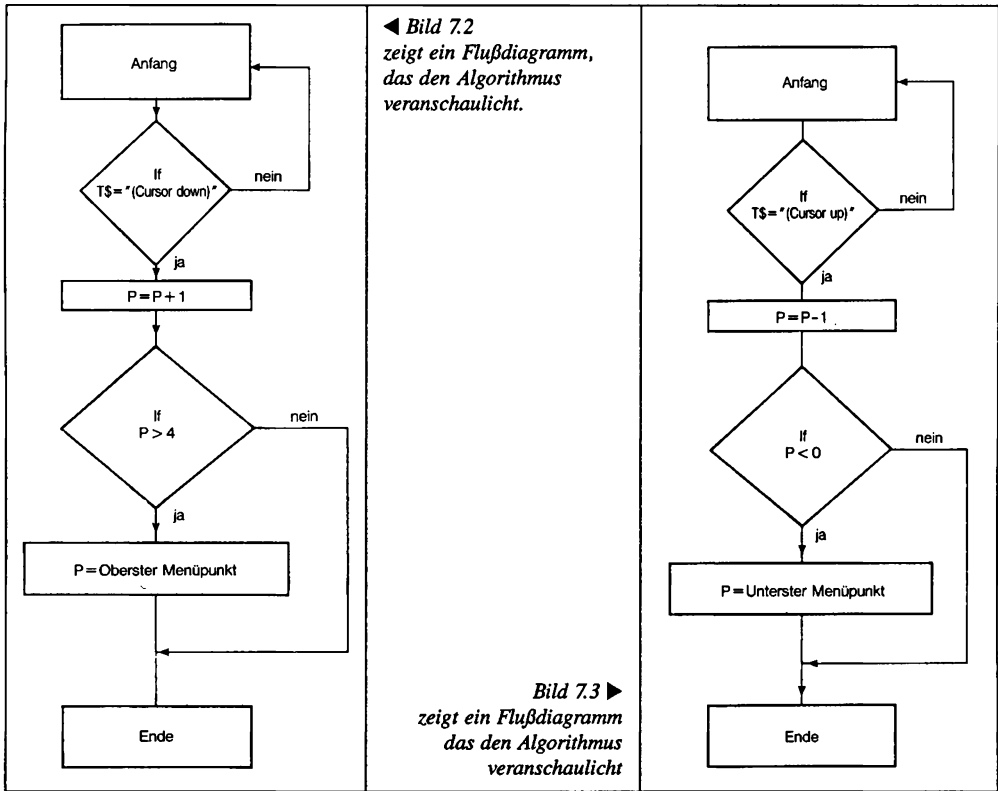 Anfang
If
T$="(Cursor down)"
nein
ja
P=P+1
If
P>4
nein
ja
P=Oberster Menüpunkt
Ende
◀ Bild 7.2
zeigt ein Flußdiagramm,
das den Algorithmus
veranschaulicht.
Bild 7.3 ▶
zeigt ein Flußdiagramm
das den Algorithmus
veranschaulicht
Anfang
If
T$="(Cursor up)"
nein
ja
P=P-1
If
P<0
nein
ja
P=Unterster Menüpunkt
Ende